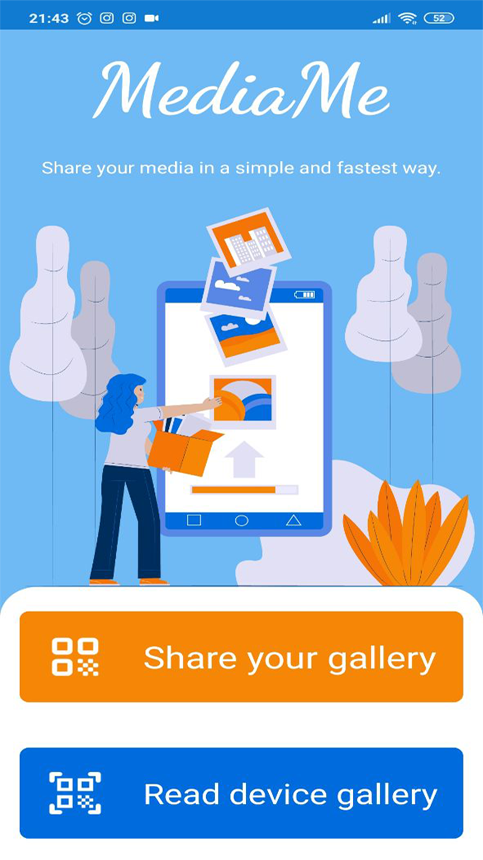 21:43
52
MediaMe
Share your media in a simple and fastest way.
Share your gallery
Read device gallery